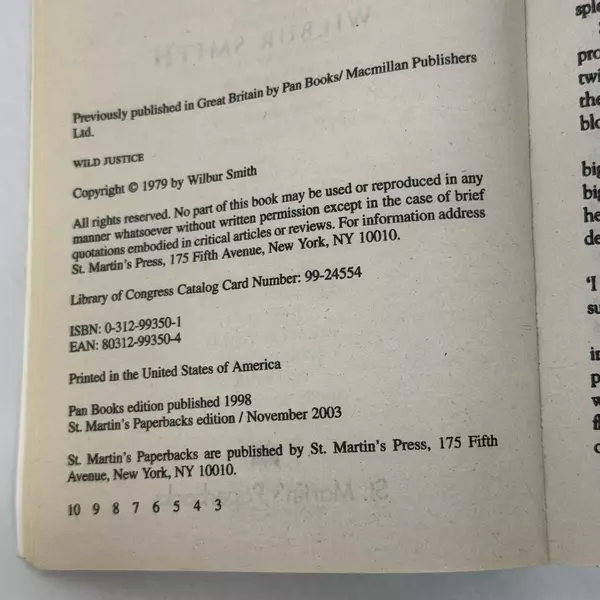 Previously published in Great Britain by Pan Books/ Macmillan Publishers
Ltd.
WILD JUSTICE
Copyright © 1979 by Wilbur Smith
All rights reserved. No part of this book may be used or reproduced in any
manner whatsoever without written permission except in the case of brief
quotations embodied in critical articles or reviews. For information address
St. Martin's Press, 175 Fifth Avenue, New York, NY 10010.
Library of Congress Catalog Card Number: 99-24554
ISBN: 0-312-99350-1
EAN: 80312-99350-4
Printed in the United States of America
Pan Books edition published 1998
St. Martin's Paperbacks edition / November 2003
St. Martin's Paperbacks are published by St. Martin's Press, 175 Fifth
Avenue, New York, NY 10010.
10 9 8 7 6 5 4 3